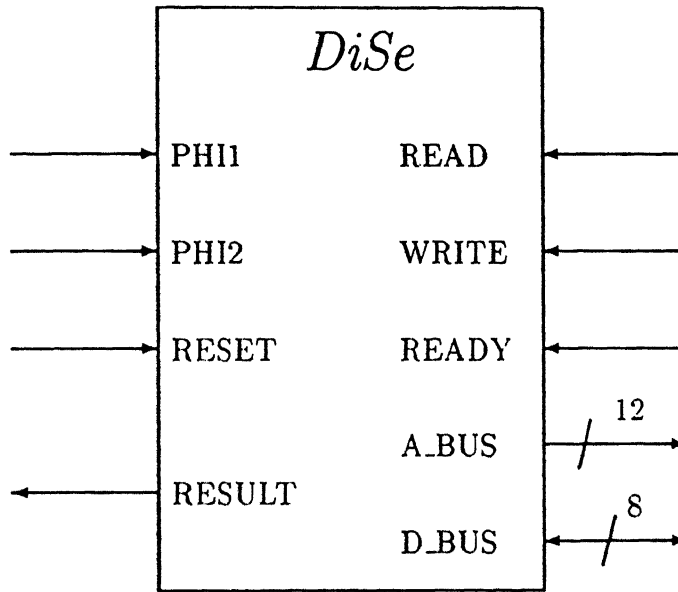 DiSe
PHI1 READ
PHI2 WRITE
RESET READY
12
A_BUS
RESULT
8
D_BUS